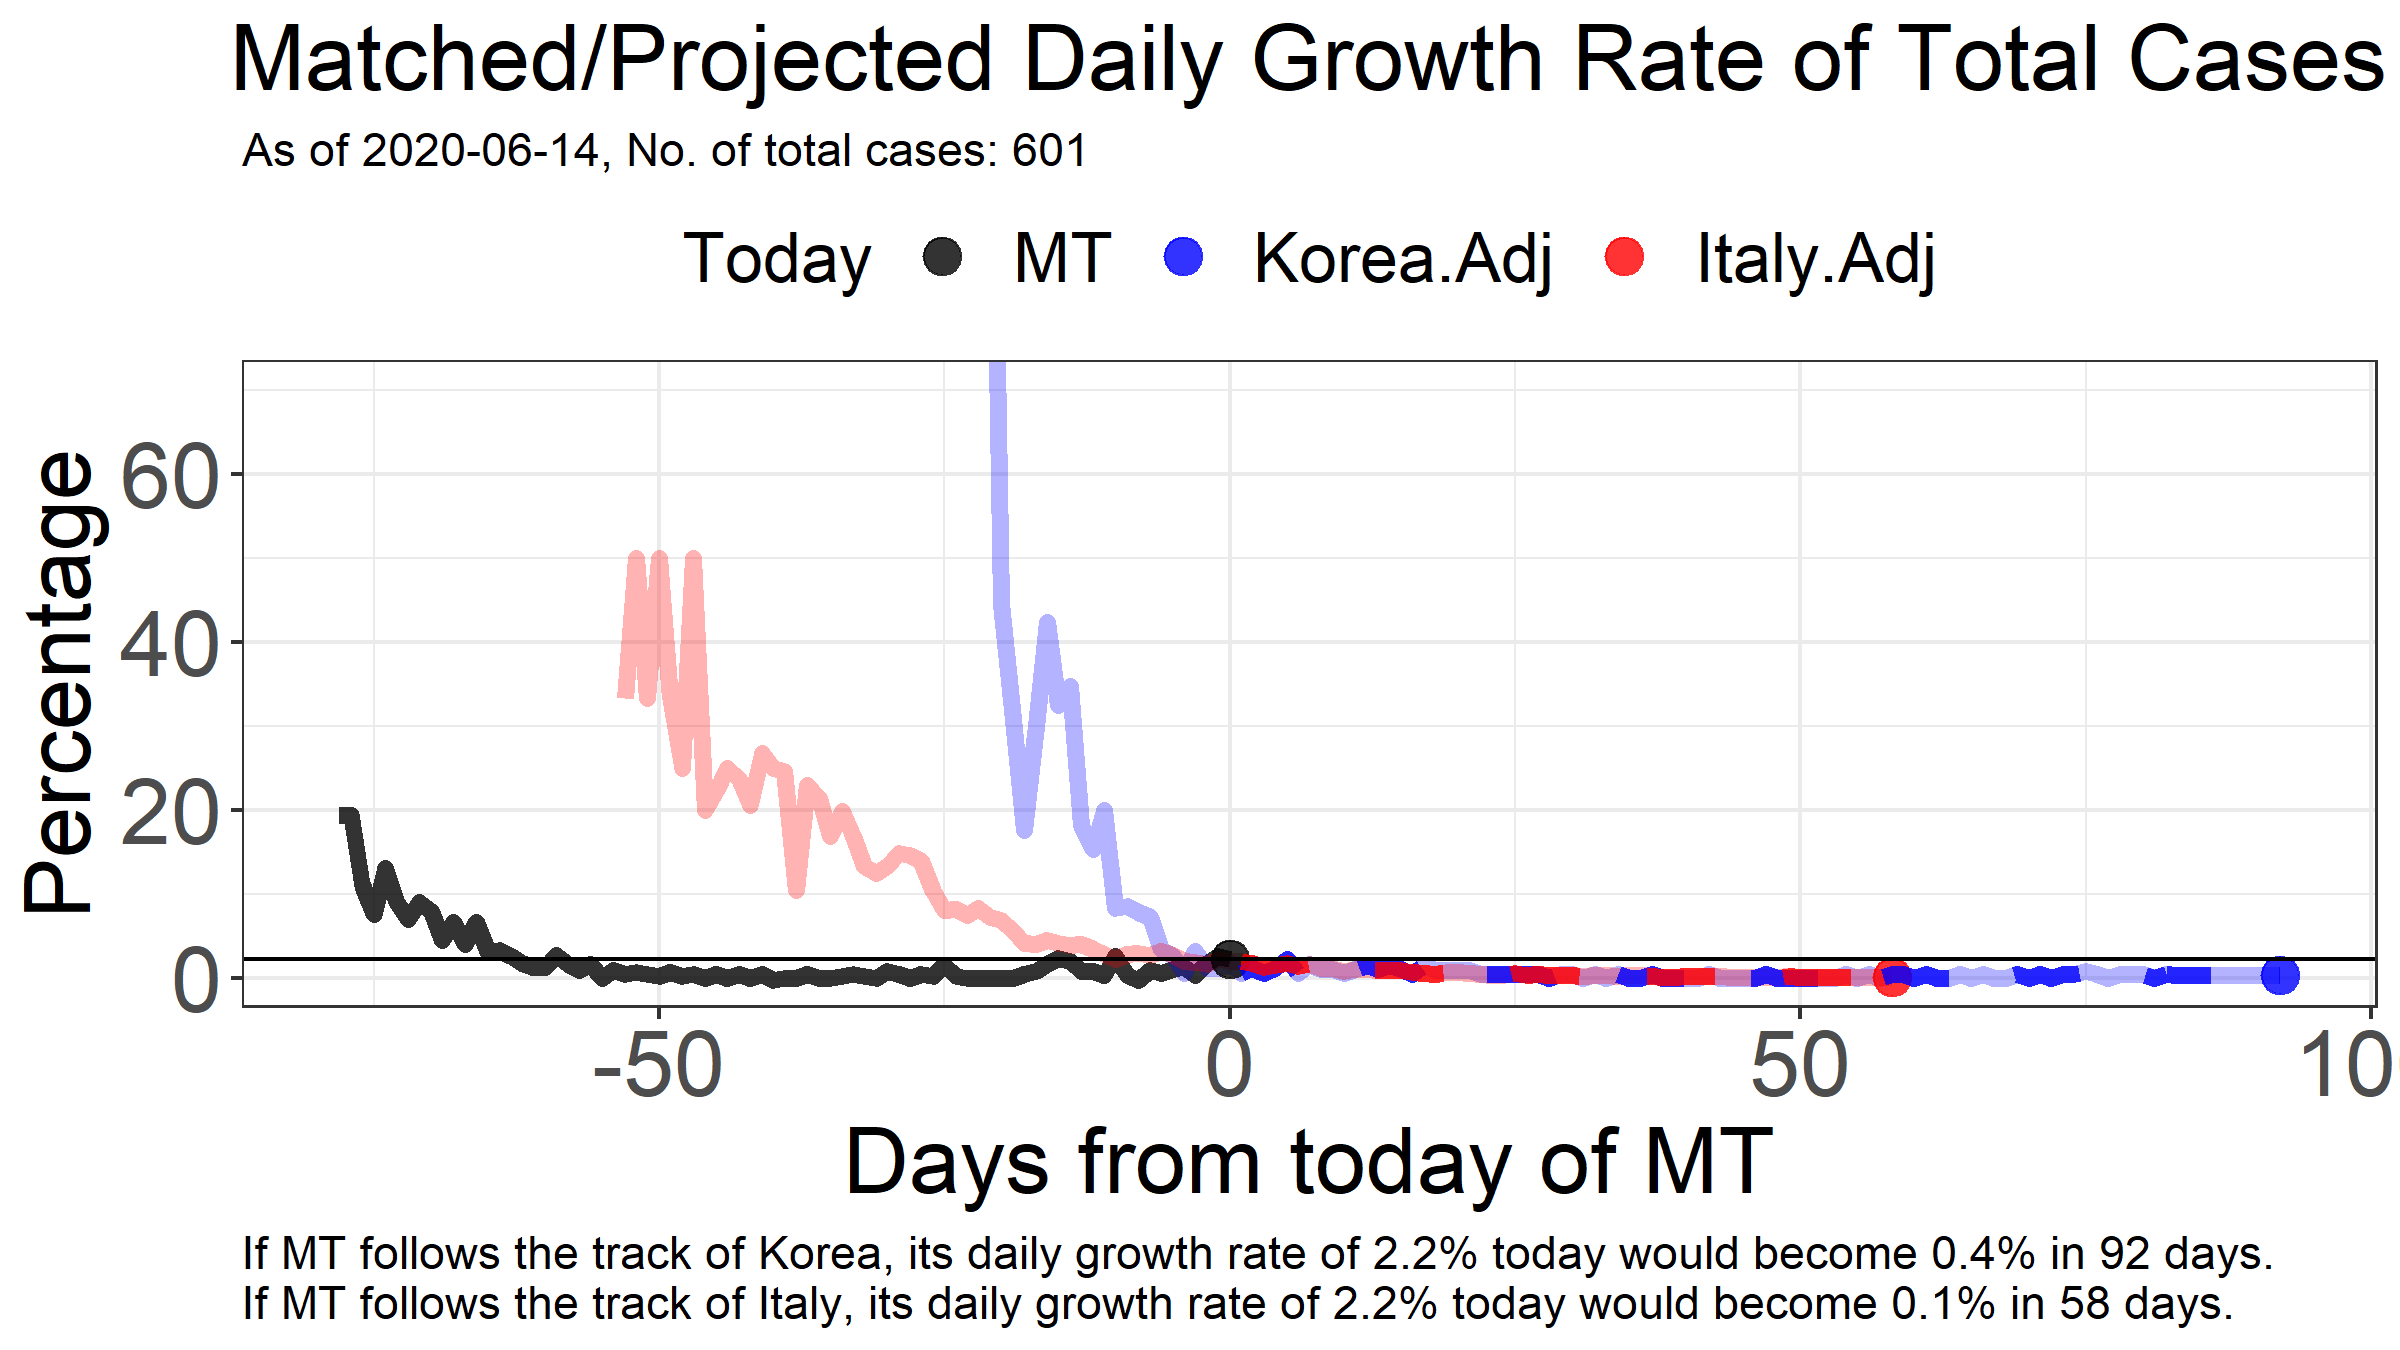 Matched/Projected Daily Growth Rate of Total Cases
As of 2020-06-14, No. of total cases: 601
Today MT Korea.Adj Italy.Adj
Percentage
60
40
20
0
-50 0 50 10
Days from today of MT
If MT follows the track of Korea, its daily growth rate of 2.2% today would become 0.4% in 92 days.
If MT follows the track of Italy, its daily growth rate of 2.2% today would become 0.1% in 58 days.